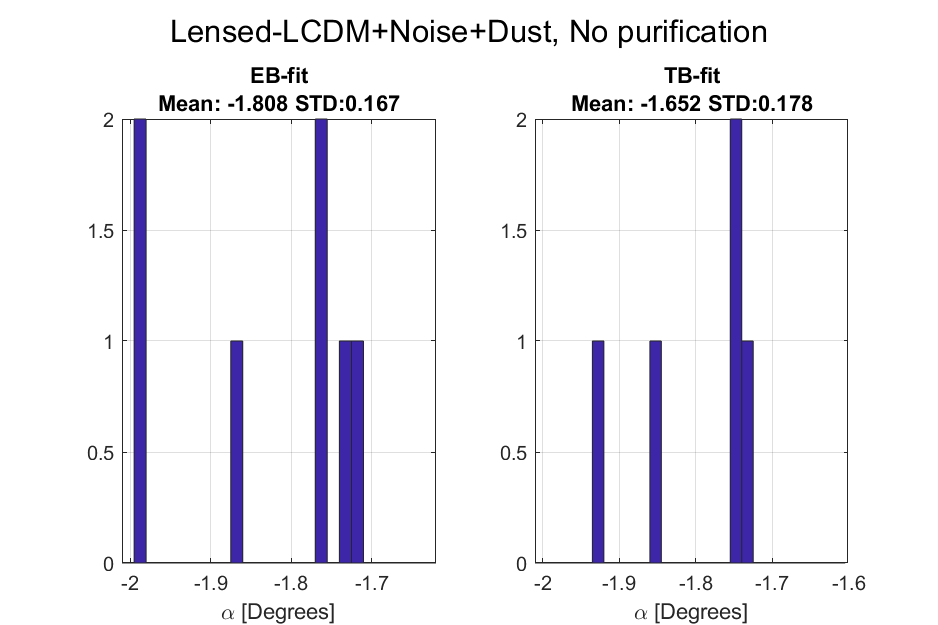 Lensed-LCDM+Noise+Dust, No purification
EB-fit
Mean: -1.808 STD:0.167
2
1.5
1
0.5
0
-2 -1.9 -1.8 -1.7
α [Degrees]
TB-fit
Mean: -1.652 STD:0.178
2
1.5
1
0.5
0
-2 -1.9 -1.8 -1.7 -1.6
α [Degrees]